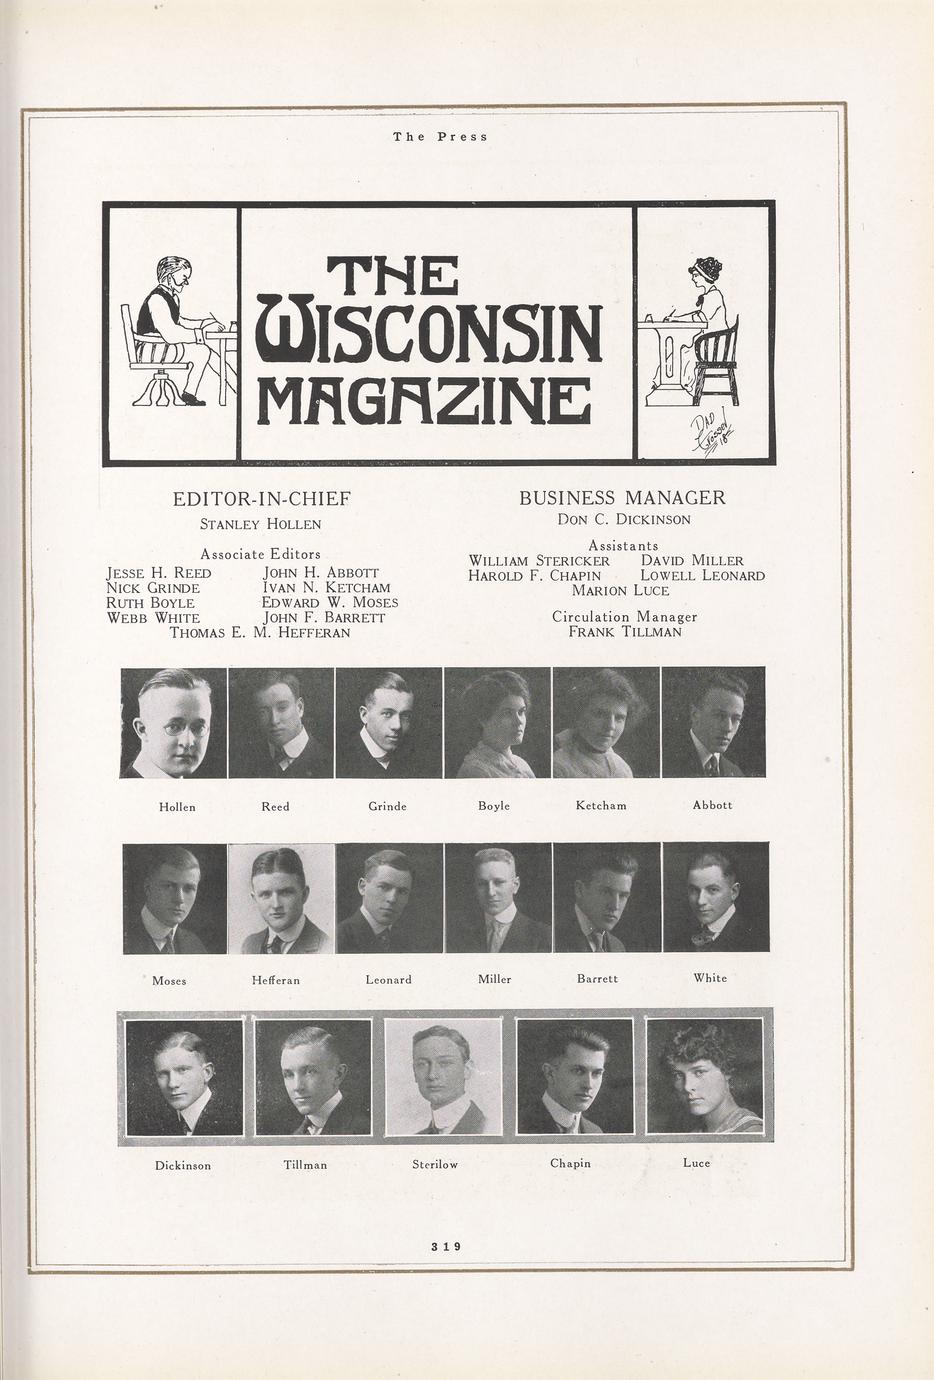 The Press
THE
WISCONSIN
MAGAZINE
DAD
18
EDITOR-IN-CHIEF
STANLEY HOLLEN
Associate Editors
JESSE H. REED JOHN H. ABBOTT
NICK GRINDE IVAN N. KETCHAM
RUTH BOYLE EDWARD W. MOSES
WEBB WHITE JOHN F. BARRETT
THOMAS E. M. HEFFERAN
BUSINESS MANAGER
DON C. DICKINSON
Assistants
WILLIAM STERICKER DAVID MILLER
HAROLD F. CHAPIN LOWELL LEONARD
MARION LUCE
Circulation Manager
FRANK TILLMAN
Hollen Reed Grinde Boyle Ketcham Abbott
Moses Hefferan Leonard Miller Barrett White
Dickinson Tillman Sterilow Chapin Luce
319